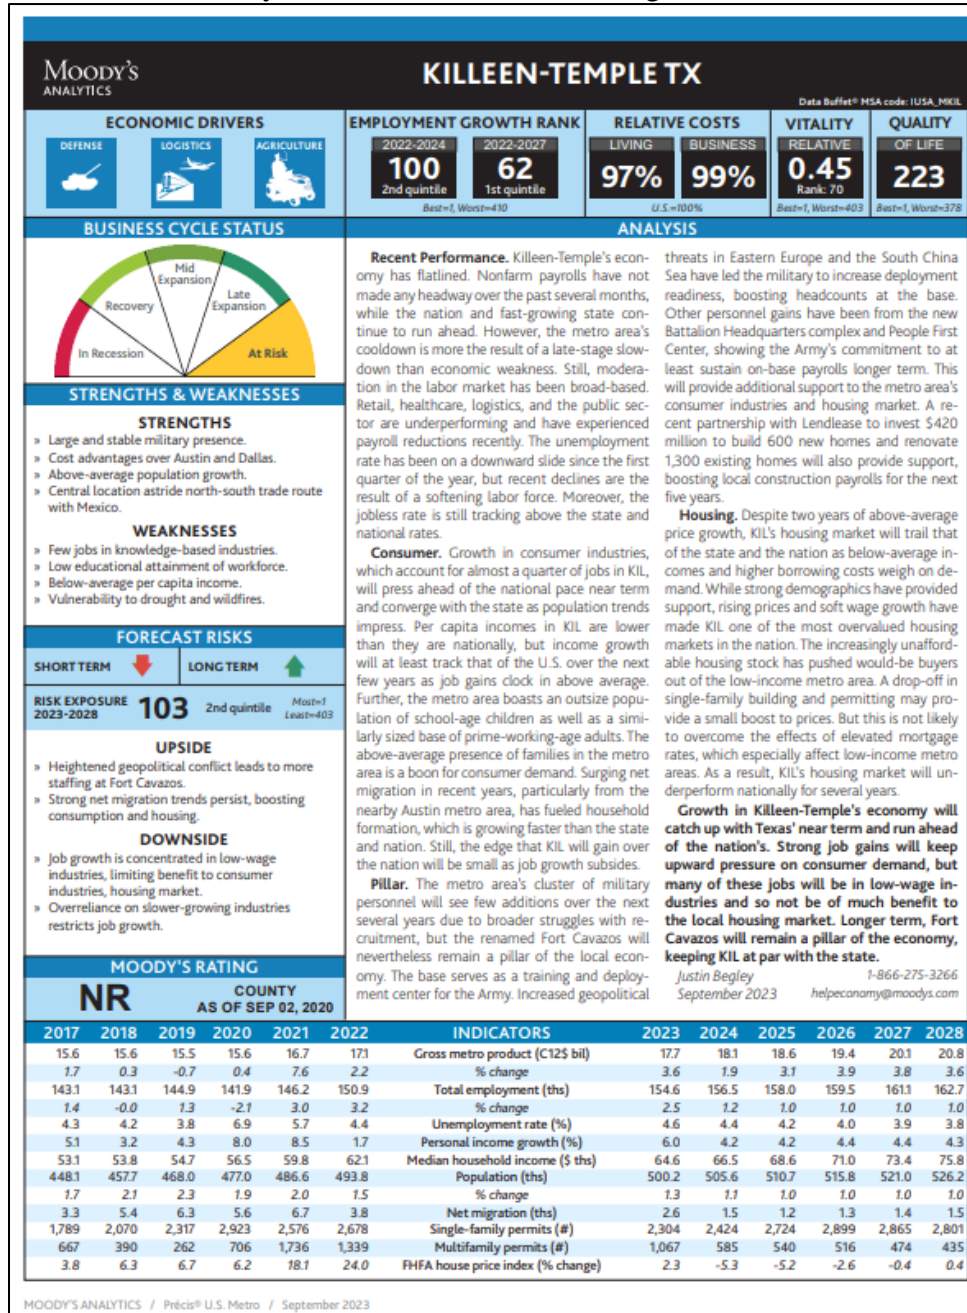 MOODY'S
ANALYTICS
KILLEEN-TEMPLE TX
Data Buffet® MSA code: IUSA_MKIL
ECONOMIC DRIVERS
DEFENSE
LOGISTICS
AGRICULTURE
EMPLOYMENT GROWTH RANK
2022-2024
2022-2027
100
62
2nd quintile
1st quintile
Best=1, Worst=410
RELATIVE COSTS
LIVING
BUSINESS
97%
99%
U.S.=100%
VITALITY
RELATIVE
0.45
Rank: 70
Best=1, Worst=403
QUALITY
OF LIFE
223
Best=1, Worst=378
BUSINESS CYCLE STATUS
In Recession
Recovery
Mid
Expansion
Late
Expansion
At Risk
STRENGTHS & WEAKNESSES
STRENGTHS
» Large and stable military presence.
» Cost advantages over Austin and Dallas.
» Above-average population growth.
» Central location astride north-south trade route
with Mexico.
WEAKNESSES
» Few jobs in knowledge-based industries.
» Low educational attainment of workforce.
» Below-average per capita income.
» Vulnerability to drought and wildfires.
FORECAST RISKS
SHORT TERM
LONG TERM
RISK EXPOSURE
2023-2028
103
2nd quintile
Most=1
Least=403
UPSIDE
» Heightened geopolitical conflict leads to more
staffing at Fort Cavazos.
» Strong net migration trends persist, boosting
consumption and housing.
DOWNSIDE
» Job growth is concentrated in low-wage
industries, limiting benefit to consumer
industries, housing market.
» Overreliance on slower-growing industries
restricts job growth.
MOODY'S RATING
NR
COUNTY
AS OF SEP 02, 2020
ANALYSIS
Recent Performance. Killeen-Temple's econ-
omy has flatlined. Nonfarm payrolls have not
made any headway over the past several months,
while the nation and fast-growing state con-
tinue to run ahead. However, the metro area's
cooldown is more the result of a late-stage slow-
down than economic weakness. Still, modera-
tion in the labor market has been broad-based.
Retail, healthcare, logistics, and the public sec-
tor are underperforming and have experienced
payroll reductions recently. The unemployment
rate has been on a downward slide since the first
quarter of the year, but recent declines are the
result of a softening labor force. Moreover, the
jobless rate is still tracking above the state and
national rates.
Consumer. Growth in consumer industries,
which account for almost a quarter of jobs in KIL,
will press ahead of the national pace near term
and converge with the state as population trends
impress. Per capita incomes in KIL are lower
than they are nationally, but income growth
will at least track that of the U.S. over the next
few years as job gains clock in above average.
Further, the metro area boasts an outsize popu-
lation of school-age children as well as a simi-
larly sized base of prime-working-age adults. The
above-average presence of families in the metro
area is a boon for consumer demand. Surging net
migration in recent years, particularly from the
nearby Austin metro area, has fueled household
formation, which is growing faster than the state
and nation. Still, the edge that KIL will gain over
the nation will be small as job growth subsides.
Pillar. The metro area's cluster of military
personnel will see few additions over the next
several years due to broader struggles with re-
cruitment, but the renamed Fort Cavazos will
nevertheless remain a pillar of the local econ-
omy. The base serves as a training and deploy-
ment center for the Army. Increased geopolitical
threats in Eastern Europe and the South China
Sea have led the military to increase deployment
readiness, boosting headcounts at the base.
Other personnel gains have been from the new
Battalion Headquarters complex and People First
Center, showing the Army's commitment to at
least sustain on-base payrolls longer term. This
will provide additional support to the metro area's
consumer industries and housing market. A re-
cent partnership with Lendlease to invest $420
million to build 600 new homes and renovate
1,300 existing homes will also provide support,
boosting local construction payrolls for the next
five years.
Housing. Despite two years of above-average
price growth, KIL's housing market will trail that
of the state and the nation as below-average in-
comes and higher borrowing costs weigh on de-
mand. While strong demographics have provided
support, rising prices and soft wage growth have
made KIL one of the most overvalued housing
markets in the nation. The increasingly unafford-
able housing stock has pushed would-be buyers
out of the low-income metro area. A drop-off in
single-family building and permitting may pro-
vide a small boost to prices. But this is not likely
to overcome the effects of elevated mortgage
rates, which especially affect low-income metro
areas. As a result, KIL's housing market will un-
derperform nationally for several years.
Growth in Killeen-Temple's economy will
catch up with Texas' near term and run ahead
of the nation's. Strong job gains will keep
upward pressure on consumer demand, but
many of these jobs will be in low-wage in-
dustries and so not be of much benefit to
the local housing market. Longer term, Fort
Cavazos will remain a pillar of the economy,
keeping KIL at par with the state.
Justin Begley 1-866-275-3266
September 2023 helpeconomy@moodys.com
2017 2018 2019 2020 2021 2022 INDICATORS 2023 2024 2025 2026 2027 2028
15.6 15.6 15.5 15.6 16.7 17.1 Gross metro product (C12$ bil) 17.7 18.1 18.6 19.4 20.1 20.8
1.7 0.3 -0.7 0.4 7.6 2.2 % change 3.6 1.9 3.1 3.9 3.8 3.6
143.1 143.1 144.9 141.9 146.2 150.9 Total employment (ths) 154.6 156.5 158.0 159.5 161.1 162.7
1.4 -0.0 1.3 -2.1 3.0 3.2 % change 2.5 1.2 1.0 1.0 1.0 1.0
4.3 4.2 3.8 6.9 5.7 4.4 Unemployment rate (%) 4.6 4.4 4.2 4.0 3.9 3.8
5.1 3.2 4.3 8.0 8.5 1.7 Personal income growth (%) 6.0 4.2 4.2 4.4 4.4 4.3
53.1 53.8 54.7 56.5 59.8 62.1 Median household income ($ ths) 64.6 66.5 68.6 71.0 73.4 75.8
448.1 457.7 468.0 477.0 486.6 493.8 Population (ths) 500.2 505.6 510.7 515.8 521.0 526.2
1.7 2.1 2.3 1.9 2.0 1.5 % change 1.3 1.1 1.0 1.0 1.0 1.0
3.3 5.4 6.3 5.6 6.7 3.8 Net migration (ths) 2.6 1.5 1.2 1.3 1.4 1.5
1,789 2,070 2,317 2,923 2,576 2,678 Single-family permits (#) 2,304 2,424 2,724 2,899 2,865 2,801
667 390 262 706 1,736 1,339 Multifamily permits (#) 1,067 585 540 516 474 435
3.8 6.3 6.7 6.2 18.1 24.0 FHFA house price index (% change) 2.3 -5.3 -5.2 -2.6 -0.4 0.4
MOODY'S ANALYTICS / Précis® U.S. Metro / September 2023